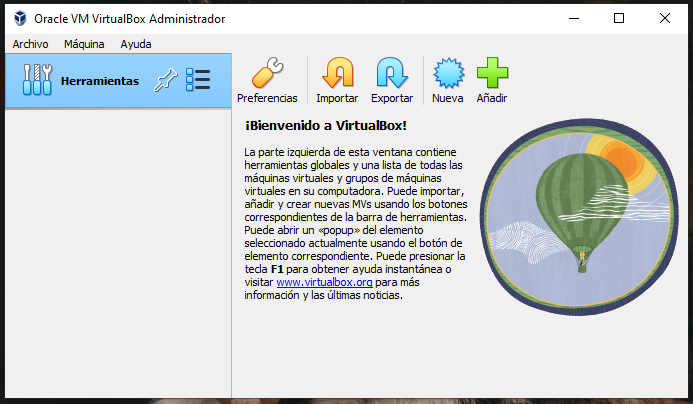 Oracle VM VirtualBox Administrador
Archivo Máquina Ayuda
Herramientas
Preferencias Importar Exportar Nueva Añadir
¡Bienvenido a VirtualBox!
La parte izquierda de esta ventana contiene
herramientas globales y una lista de todas las
máquinas virtuales y grupos de máquinas
virtuales en su computadora. Puede importar,
añadir y crear nuevas MVs usando los botones
correspondientes de la barra de herramientas.
Puede abrir un «popup» del elemento
seleccionado actualmente usando el botón de
elemento correspondiente. Puede presionar la
tecla F1 para obtener ayuda instantánea o
visitar www.virtualbox.org para más
información y las últimas noticias.